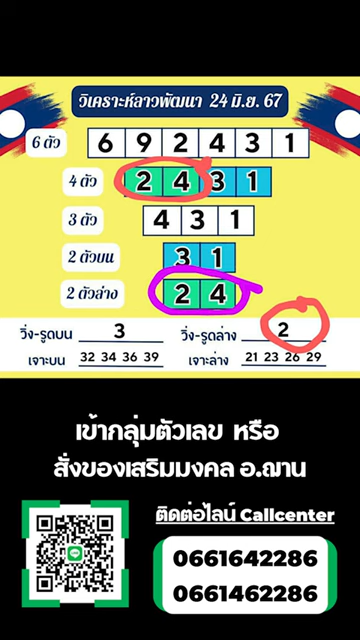 วิเคราะห์ลาวพัฒนา 24 มิ.ย. 67
6 ตัว 6 9 2 4 3 1
4 ตัว 2 4 3 1
3 ตัว 4 3 1
2 ตัวบน 3 1
2 ตัวล่าง 2 4
วิ่ง-รูดบน 3 วิ่ง-รูดล่าง 2
เจาะบน 32 34 36 39 เจาะล่าง 21 23 26 29
เข้ากลุ่มตัวเลข หรือ
สั่งของเสริมมงคล อ.ฌาน
ติดต่อไลน์ Callcenter
0661642286
0661462286